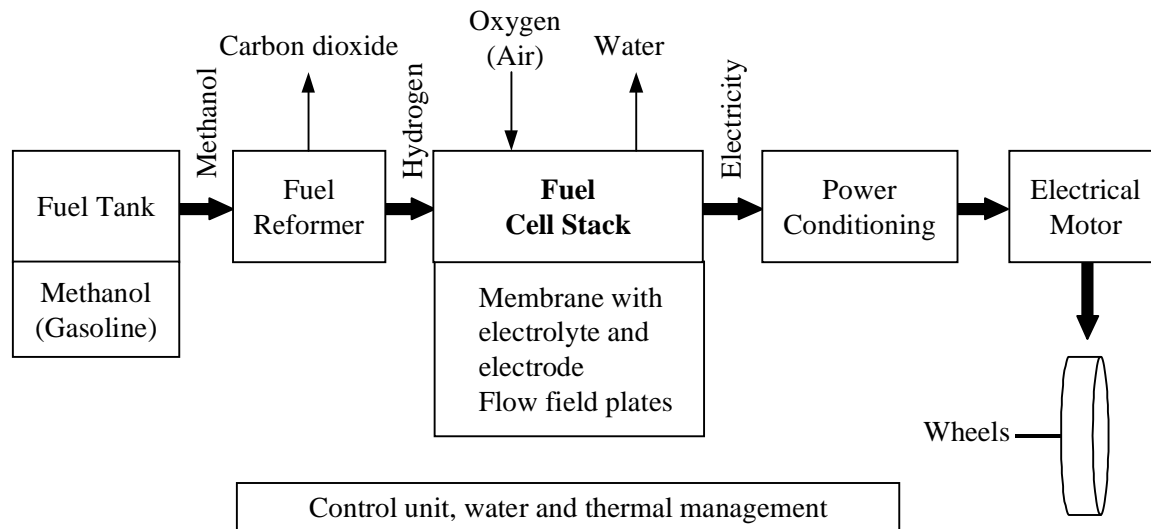 Oxygen
(Air)
Carbon dioxide
Water
Methanol
Hydrogen
Electricity
Fuel Tank
Fuel
Reformer
Fuel
Cell Stack
Power
Conditioning
Electrical
Motor
Methanol
(Gasoline)
Membrane with
electrolyte and
electrode
Flow field plates
Wheels
Control unit, water and thermal management